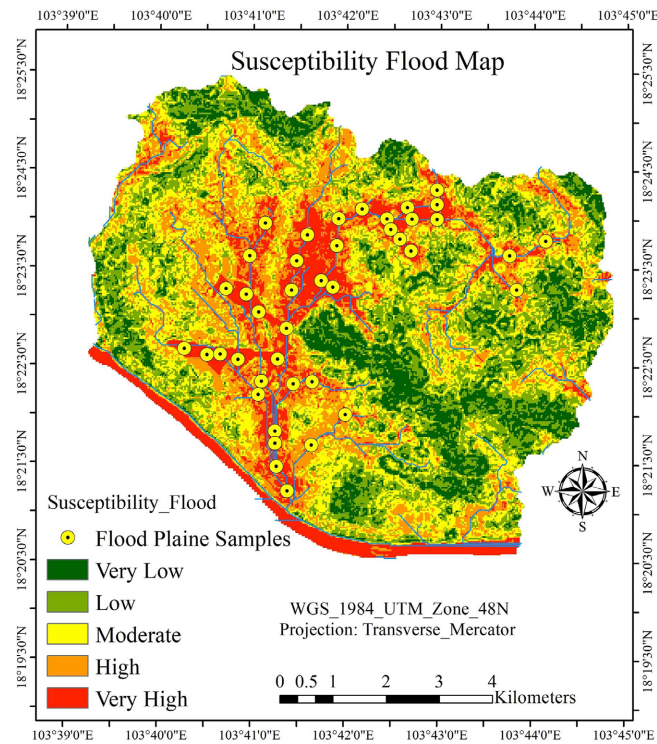 103°39'0"E 103°40'0"E 103°41'0"E 103°42'0"E 103°43'0"E 103°44'0"E 103°45'0"E
Susceptibility Flood Map
18°25'30"N 18°25'30"N
18°24'30"N 18°24'30"N
18°23'30"N 18°23'30"N
18°22'30"N 18°22'30"N
18°21'30"N 18°21'30"N
18°20'30"N 18°20'30"N
18°19'30"N 18°19'30"N
N
W E
S
Susceptibility_Flood
Flood Plaine Samples
Very Low
Low
Moderate
High
Very High
WGS_1984_UTM_Zone_48N
Projection: Transverse_Mercator
0 0.5 1 2 3 4
Kilometers
103°39'0"E 103°40'0"E 103°41'0"E 103°42'0"E 103°43'0"E 103°44'0"E 103°45'0"E